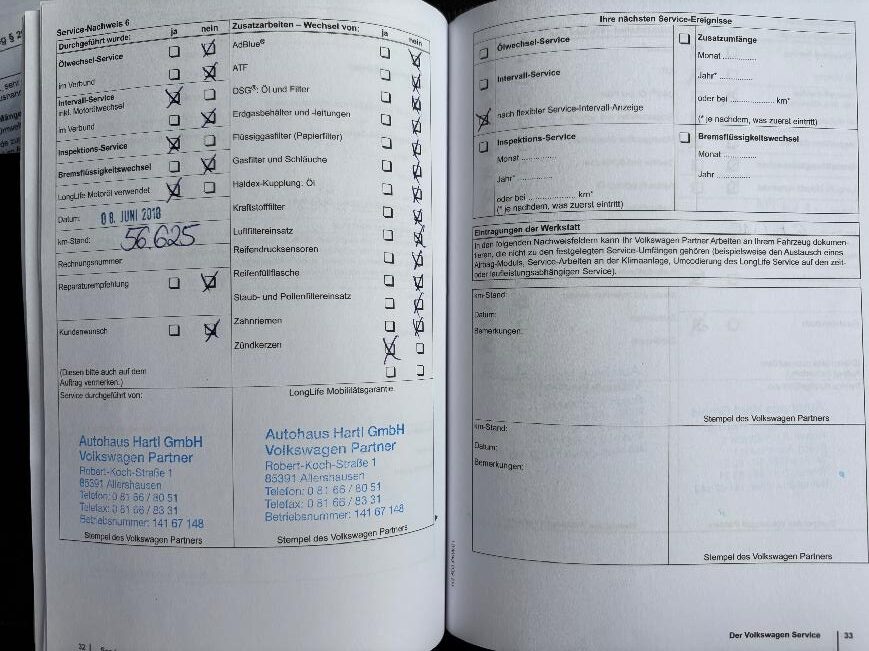 Service-Nachweis 6
Durchgeführt wurde: ja nein
Ölwechsel-Service
im Verbund
Intervall-Service
inkl. Motorölwechsel
im Verbund
Inspektions-Service
Bremsflüssigkeitswechsel
LongLife Motoröl verwendet
Datum: 08. JUNI 2018
km-Stand: 56.625
Rechnungsnummer
Reparaturempfehlung
Kundenwunsch
(Diesen bitte auch auf dem
Auftrag vermerken.)
Service durchgeführt von:
Autohaus Hartl GmbH
Volkswagen Partner
Robert-Koch-Straße 1
85391 Allershausen
Telefon: 0 81 66 / 80 51
Telefax: 0 81 66 / 83 31
Betriebsnummer: 141 67 148
Stempel des Volkswagen Partners
Zusatzarbeiten – Wechsel von: ja nein
AdBlue®
ATF
DSG®: Öl und Filter
Erdgasbehälter und -leitungen
Flüssiggasfilter (Papierfilter)
Gasfilter und Schläuche
Haldex-Kupplung: Öl
Kraftstofffilter
Luftfiltereinsatz
Reifendrucksensoren
Reifenfüllflasche
Staub- und Pollenfiltereinsatz
Zahnriemen
Zündkerzen
LongLife Mobilitätsgarantie
Autohaus Hartl GmbH
Volkswagen Partner
Robert-Koch-Straße 1
85391 Allershausen
Telefon: 0 81 66 / 80 51
Telefax: 0 81 66 / 83 31
Betriebsnummer: 141 67 148
Stempel des Volkswagen Partners
32
Ihre nächsten Service-Ereignisse
Ölwechsel-Service
Intervall-Service
nach flexibler Service-Intervall-Anzeige
Inspektions-Service
Monat ............
Jahr* ............
oder bei ............ km*
(* je nachdem, was zuerst eintritt)
Zusatzumfänge
Monat ............
Jahr* ............
oder bei ............ km*
(* je nachdem, was zuerst eintritt)
Bremsflüssigkeitswechsel
Monat ............
Jahr ............
Eintragungen der Werkstatt
In den folgenden Nachweisfeldern kann Ihr Volkswagen Partner Arbeiten an Ihrem Fahrzeug dokumen-
tieren, die nicht zu den festgelegten Service-Umfängen gehören (beispielsweise den Austausch eines
Airbag-Moduls, Service-Arbeiten an der Klimaanlage, Umcodierung des LongLife Service auf den zeit-
oder laufleistungsabhängigen Service).
km-Stand:
Datum:
Bemerkungen:
Stempel des Volkswagen Partners
km-Stand:
Datum:
Bemerkungen:
Stempel des Volkswagen Partners
Der Volkswagen Service 33